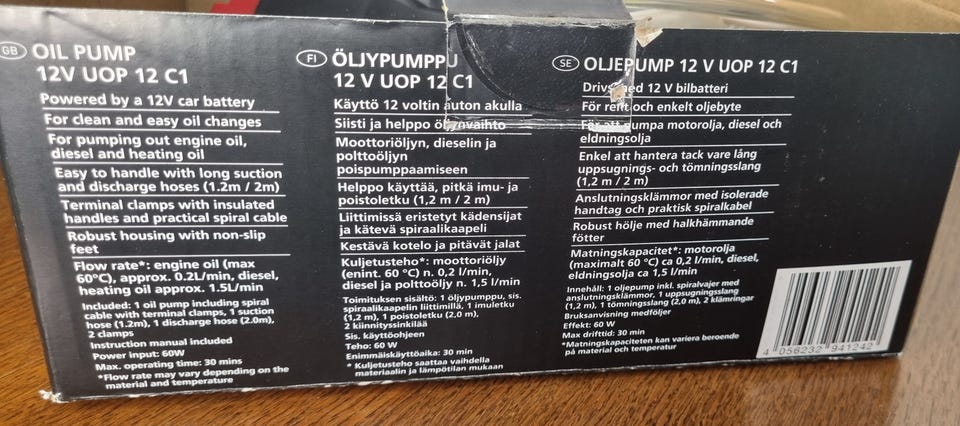 GB OIL PUMP
12V UOP 12 C1
Powered by a 12V car battery
For clean and easy oil changes
For pumping out engine oil,
diesel and heating oil
Easy to handle with long suction
and discharge hoses (1.2m / 2m)
Terminal clamps with insulated
handles and practical spiral cable
Robust housing with non-slip
feet
Flow rate*: engine oil (max
60°C), approx. 0.2L/min, diesel,
heating oil approx. 1.5L/min
Included: 1 oil pump including spiral
cable with terminal clamps, 1 suction
hose (1.2m), 1 discharge hose (2.0m),
2 clamps
Instruction manual included
Power input: 60W
Max. operating time: 30 mins
*Flow rate may vary depending on the
material and temperature
FI ÖLJYPUMPPU
12 V UOP 12 C1
Käyttö 12 voltin auton akulla
Siisti ja helppo
Moottoriöljyn, dieselin ja
polttoöljyn
poispumppaamiseen
Helppo käyttää, pitkä imu- ja
poistoletku (1,2 m / 2 m)
Liittimissä eristetyt kädensijat
ja kätevä spiraalikaapeli
Kestävä kotelo ja pitävät jalat
Kuljetusteho*: moottoriöljy
(enint. 60 °C) n. 0,2 l/min,
diesel ja polttoöljy n. 1,5 l/min
Toimituksen sisältö: 1 öljypumppu, sis.
spiraalikaapelin liittimillä, 1 imuletku
(1,2 m), 1 poistoletku (2,0 m),
2 kiinnityssinkilää
Sis. käyttöohjeen
Teho: 60 W
Enimmäiskäyttöaika: 30 min
* Kuljetusteho saattaa vaihdella
materiaalin ja lämpötilan mukaan
SE OLJEPUMP 12 V UOP 12 C1
med 12 V bilbatteri
För rent och enkelt oljebyte
För att pumpa motorolja, diesel och
eldningsolja
Enkel att hantera tack vare lång
uppsugnings- och tömningsslang
(1,2 m / 2 m)
Anslutningsklämmor med isolerade
handtag och praktisk spiralkabel
Robust hölje med halkhämmande
fötter
Matningskapacitet*: motorolja
(maximalt 60 °C) ca 0,2 l/min, diesel,
eldningsolja ca 1,5 l/min
Innehåll: 1 oljepump inkl. spiralvajer med
anslutningsklämmor, 1 uppsugningsslang
(1,2 m), 1 tömningsslang (2,0 m), 2 klämringar
Bruksanvisning medföljer
Effekt: 60 W
Max drifttid: 30 min
*Matningskapaciteten kan variera beroende
på material och temperatur
4 056232 941242